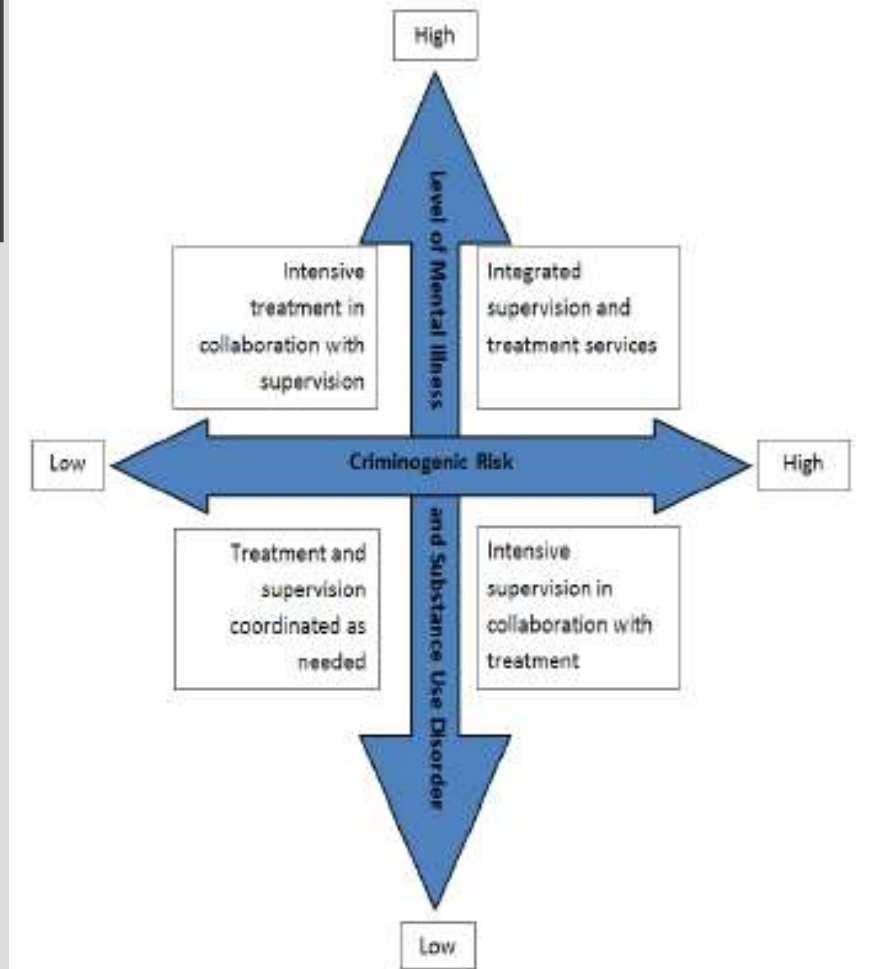 High
Level of Mental Illness
Intensive
treatment in
collaboration with
supervision
Integrated
supervision and
treatment services
Low
Criminogenic Risk
High
Treatment and
supervision
coordinated as
needed
and Substance Use Disorder
Intensive
supervision in
collaboration with
treatment
Low